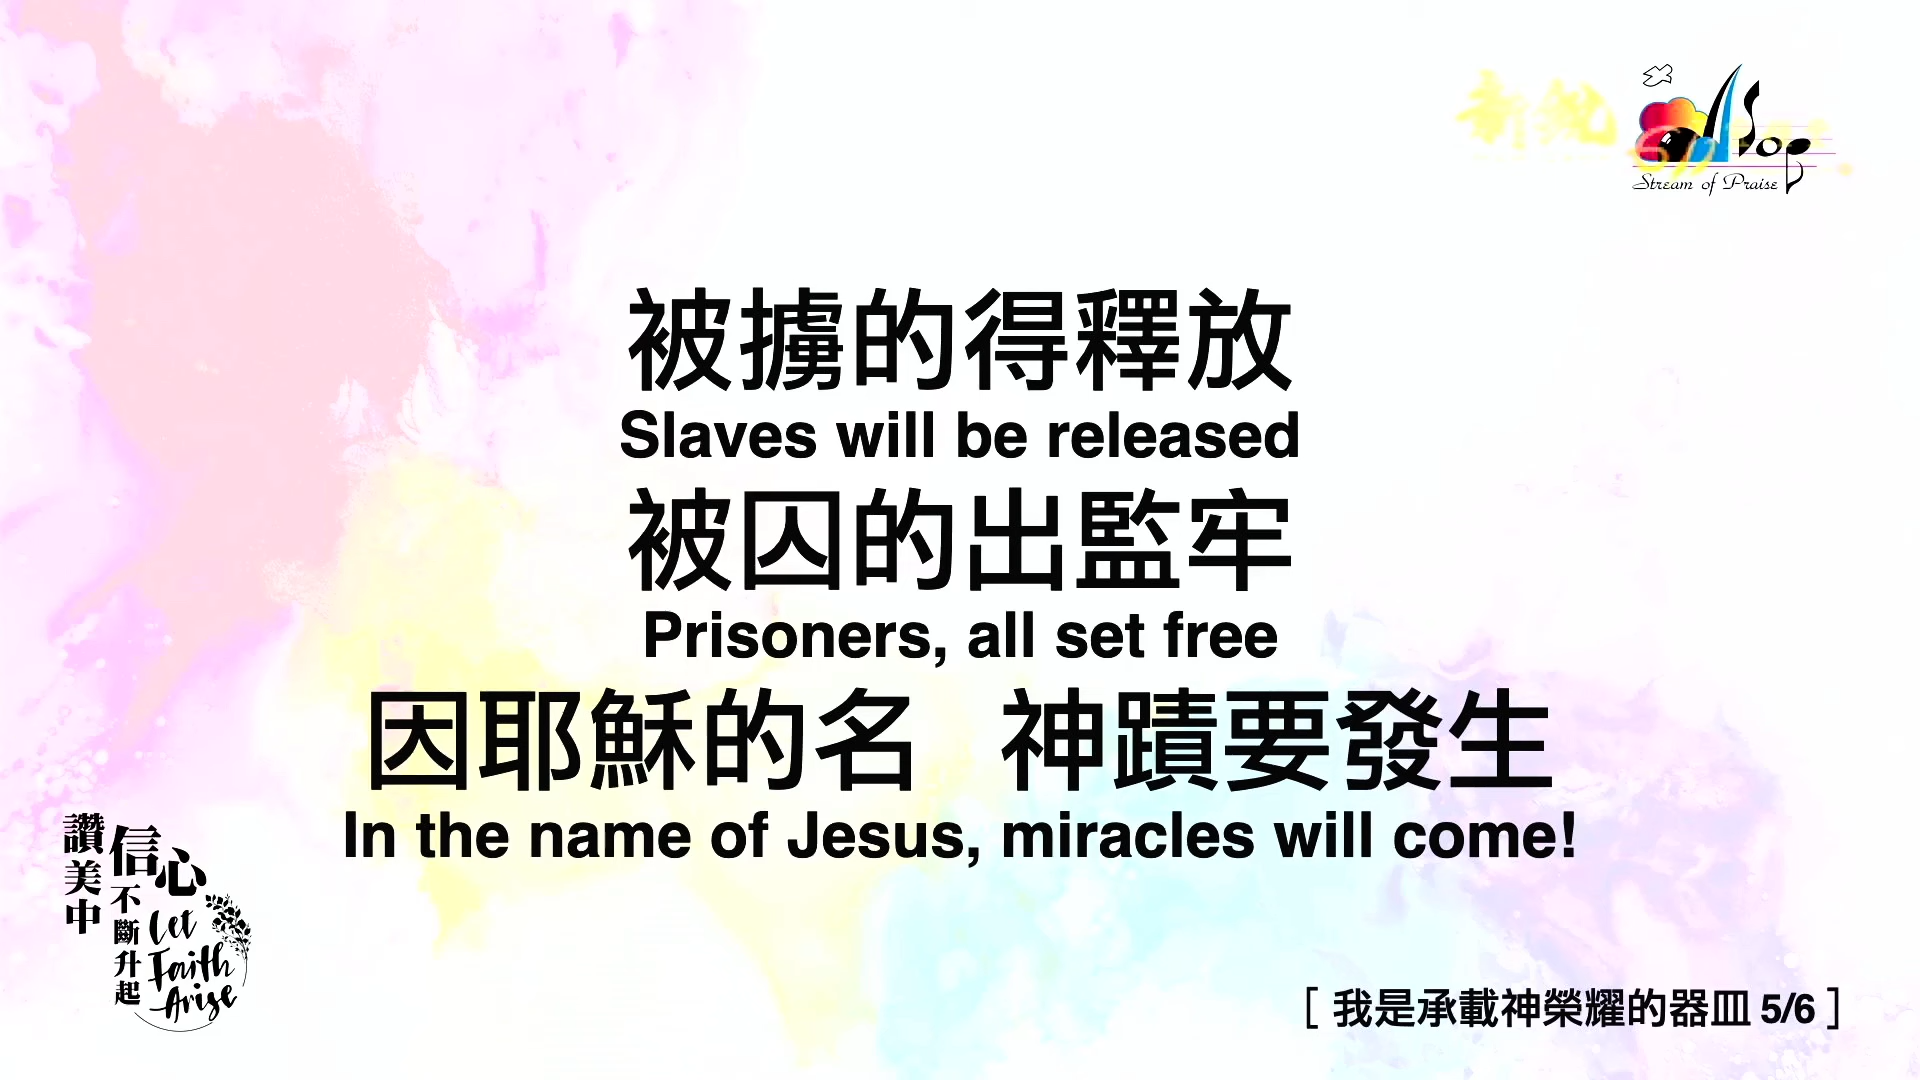 新銳
Sop
Stream of Praise
被擄的得釋放
Slaves will be released
被囚的出監牢
Prisoners, all set free
因耶穌的名 神蹟要發生
In the name of Jesus, miracles will come!
讚美中
信心
不斷升起
Let
Faith
Arise
[ 我是承載神榮耀的器皿 5/6 ]